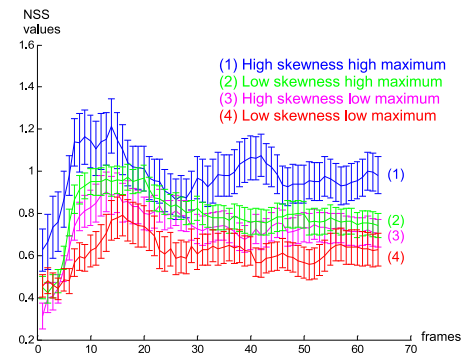 NSS
values
1.6
1.4
1.2
1
0.8
0.6
0.4
0.2
0 10 20 30 40 50 60 70
frames
(1) High skewness high maximum
(2) Low skewness high maximum
(3) High skewness low maximum
(4) Low skewness low maximum
(1)
(2)
(3)
(4)